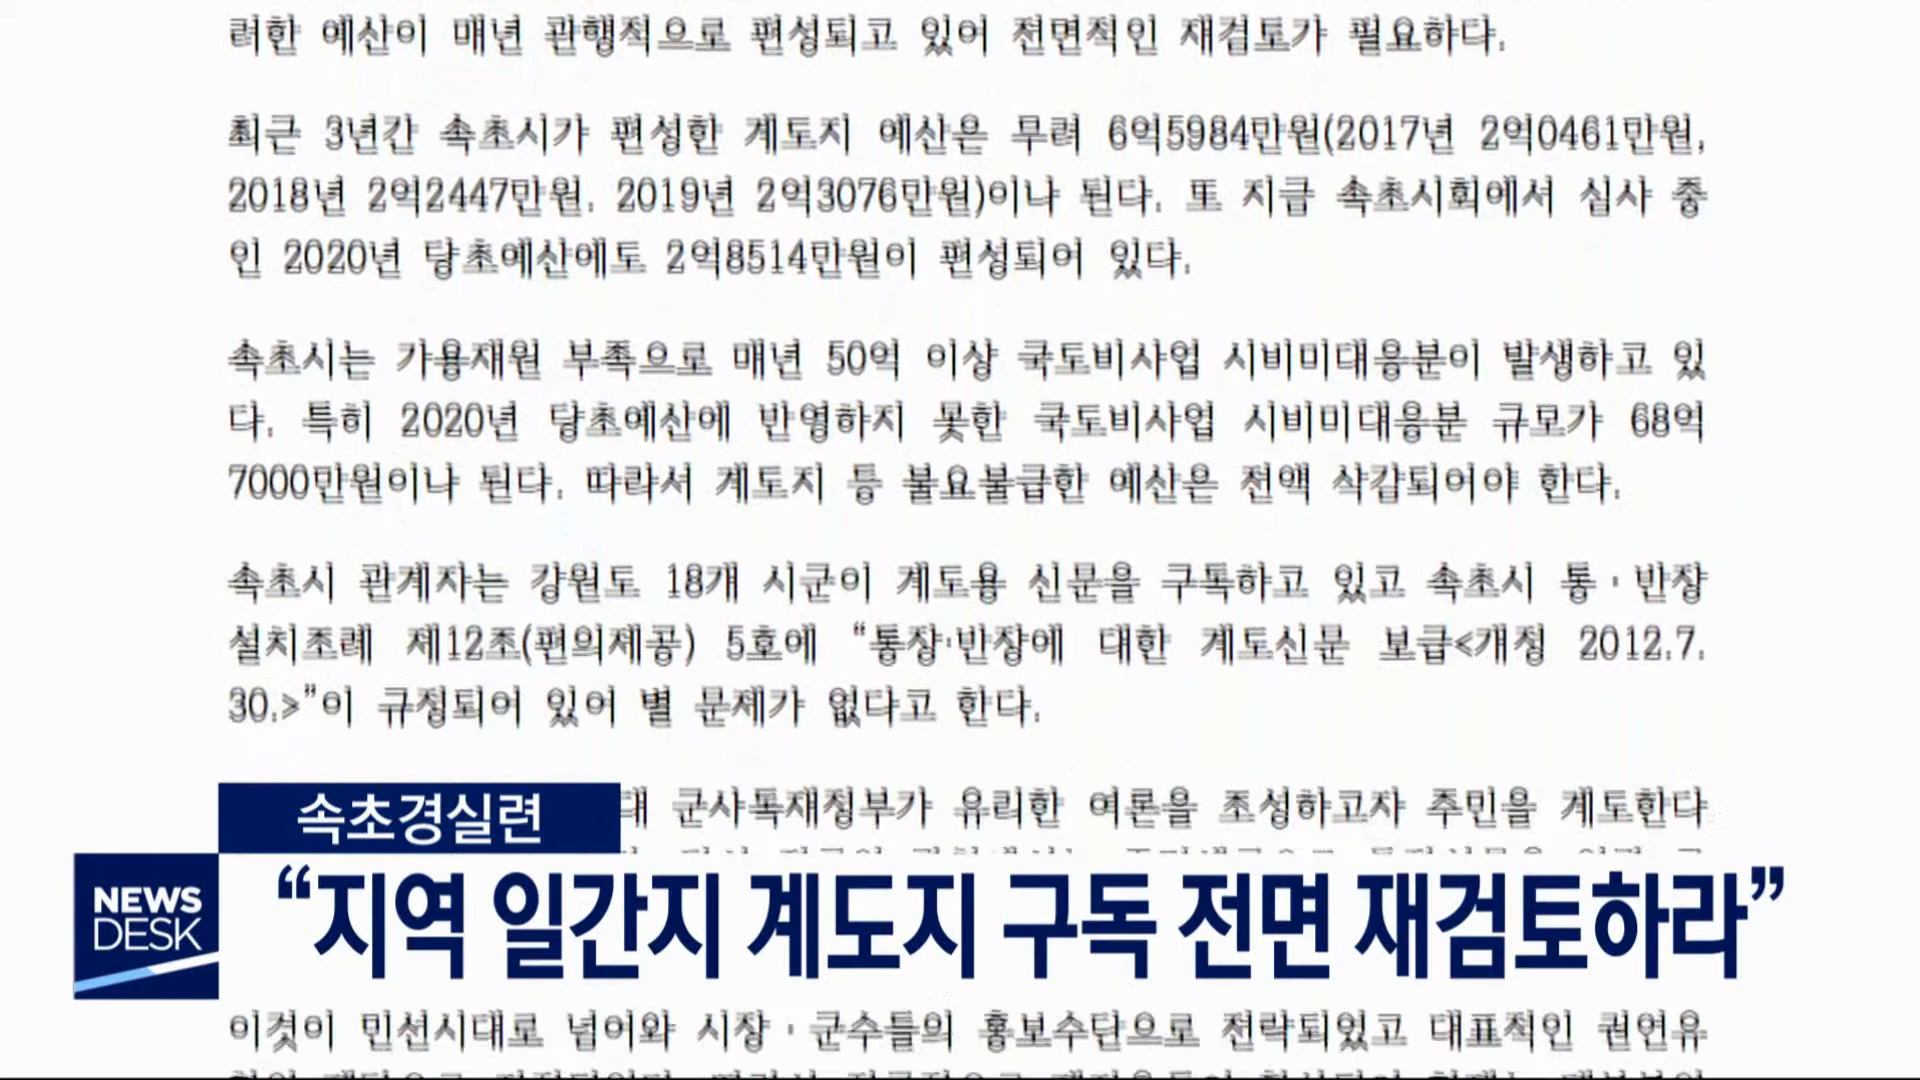 려한 예산이 매년 관행적으로 편성되고 있어 전면적인 재검토가 필요하다.
최근 3년간 속초시가 편성한 계도지 예산은 무려 6억5984만원(2017년 2억0461만원,
2018년 2억2447만원, 2019년 2억3076만원)이나 된다. 또 지금 속초시회에서 심사 중
인 2020년 당초예산에도 2억8514만원이 편성되어 있다.
속초시는 가용재원 부족으로 매년 50억 이상 국도비사업 시비미대응분이 발생하고 있
다. 특히 2020년 당초예산에 반영하지 못한 국도비사업 시비미대응분 규모가 68억
7000만원이나 된다. 따라서 계도지 등 불요불급한 예산은 전액 삭감되어야 한다.
속초시 관계자는 강원도 18개 시군이 계도용 신문을 구독하고 있고 속초시 통·반장
설치조례 제12조(편의제공) 5호에 “통장·반장에 대한 계도신문 보급<개정 2012.7.
30.>”이 규정되어 있어 별 문제가 없다고 한다.
대 군사독재정부가 유리한 여론을 조성하고자 주민을 계도한다
속초경실련
NEWS
DESK
“지역 일간지 계도지 구독 전면 재검토하라”
이것이 민선시대로 넘어와 시장·군수들의 홍보수단으로 전락되있고 대표적인 권언유